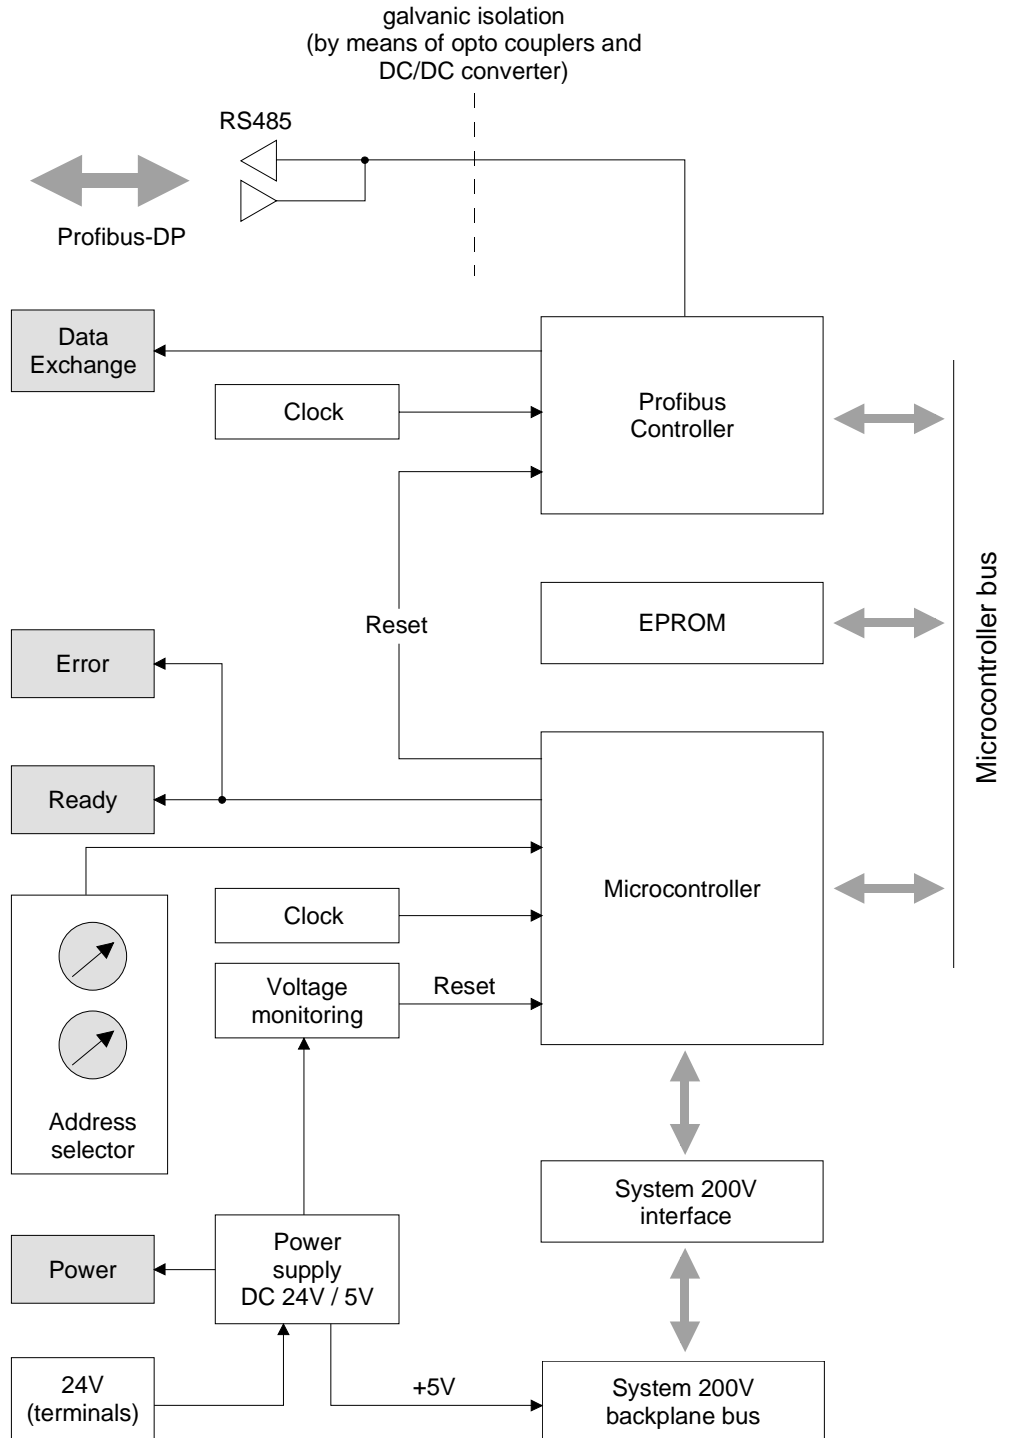 galvanic isolation
(by means of opto couplers and
DC/DC converter)
RS485
Profibus-DP
Data
Exchange
Clock
Profibus
Controller
Reset
EPROM
Microcontroller bus
Error
Ready
Microcontroller
Clock
Voltage
monitoring
Reset
Address
selector
System 200V
interface
Power
Power
supply
DC 24V / 5V
24V
(terminals)
+5V
System 200V
backplane bus